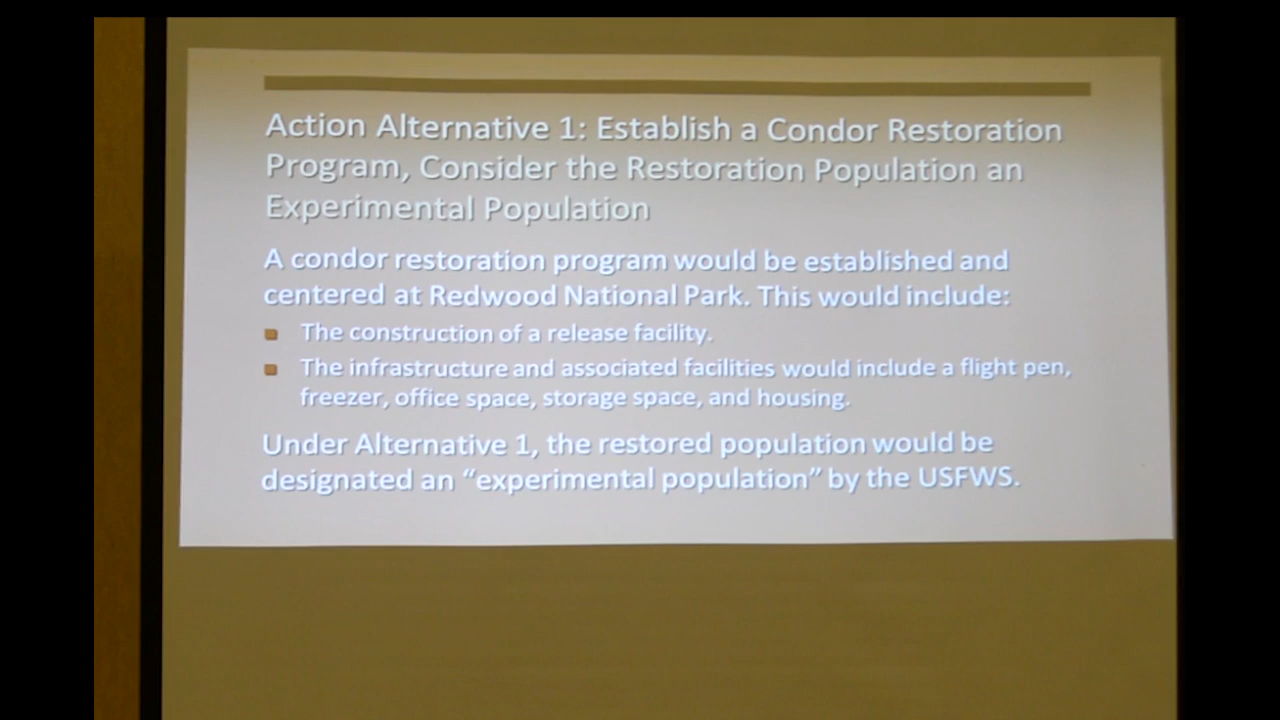 Action Alternative 1: Establish a Condor Restoration
Program, Consider the Restoration Population an
Experimental Population
A condor restoration program would be established and
centered at Redwood National Park. This would include:
The construction of a release facility.
The infrastructure and associated facilities would include a flight pen,
freezer, office space, storage space, and housing.
Under Alternative 1, the restored population would be
designated an “experimental population” by the USFWS.